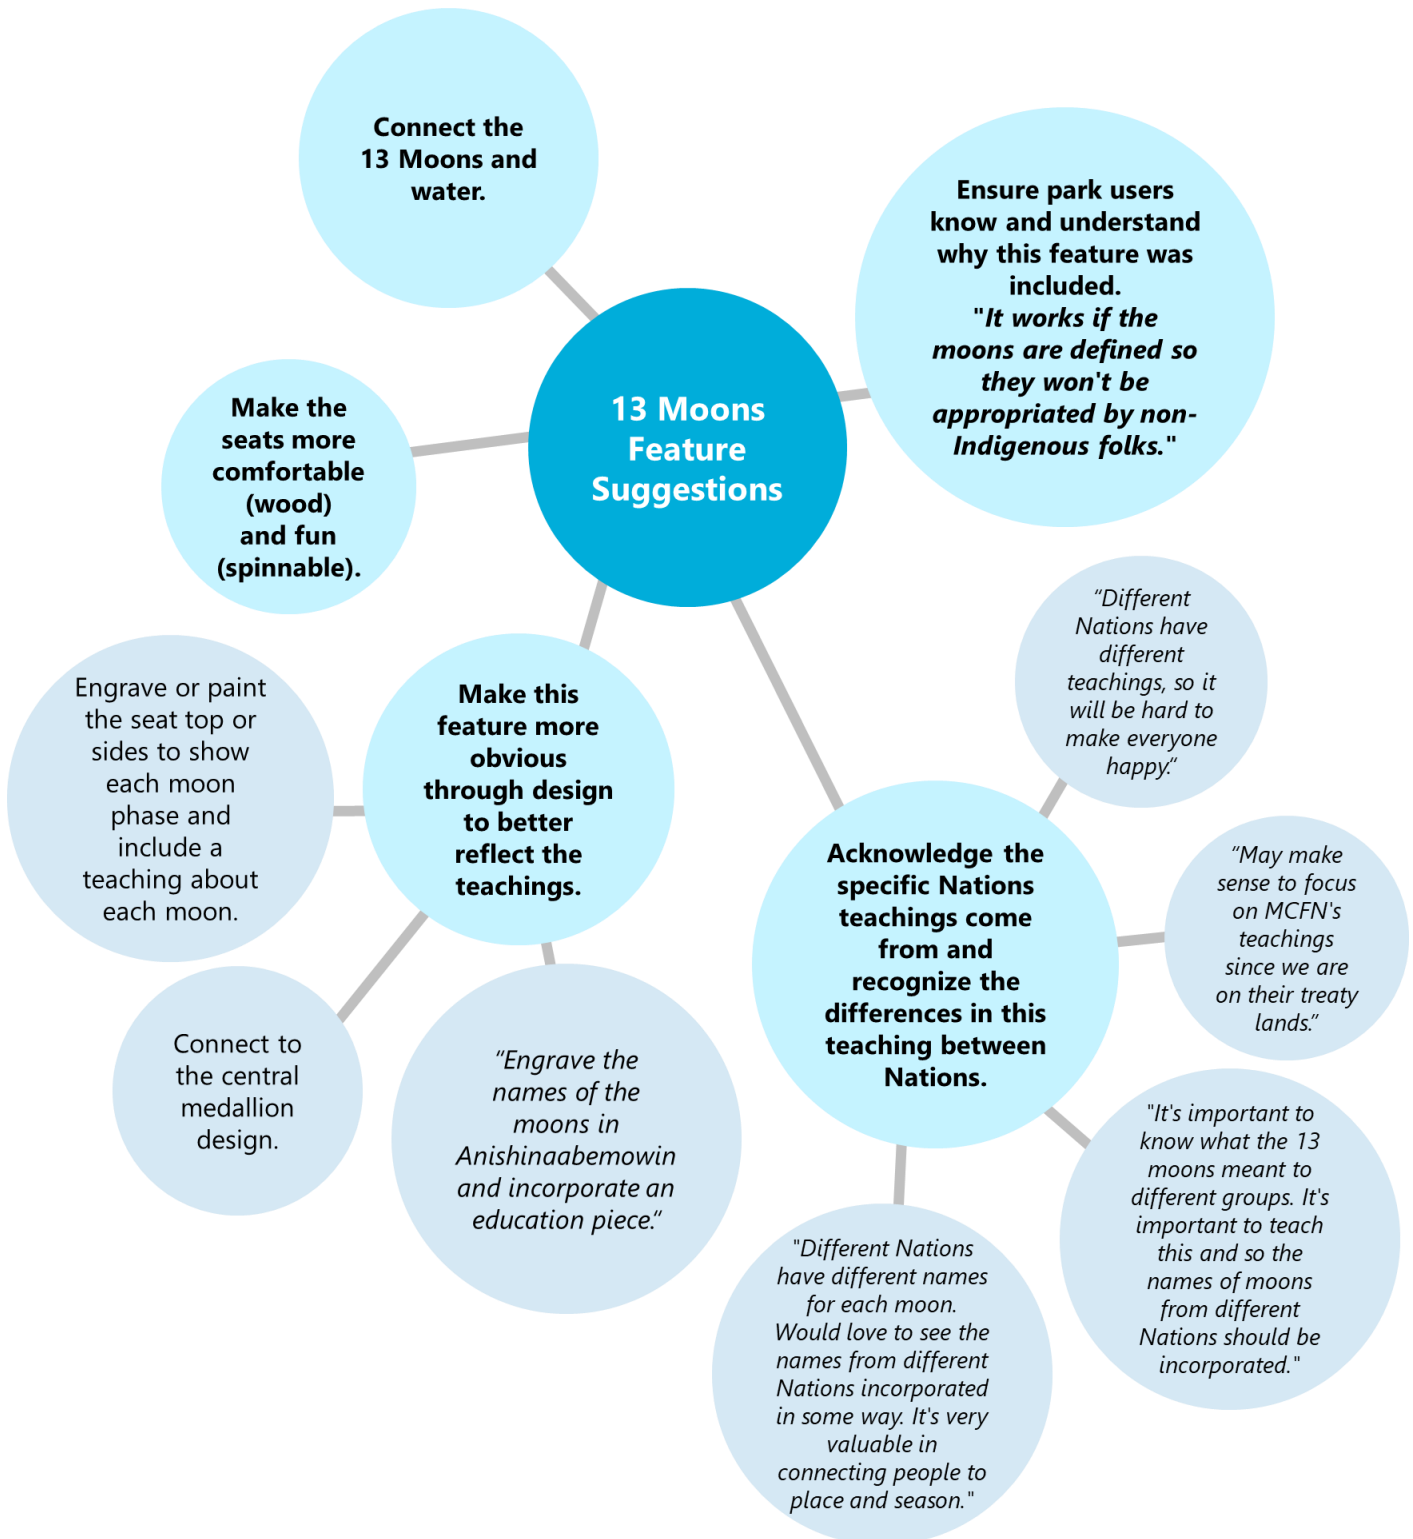 Connect the
13 Moons and
water.
Ensure park users
know and understand
why this feature was
included.
"It works if the
moons are defined so
they won't be
appropriated by non-
Indigenous folks."
13 Moons
Feature
Suggestions
Make the
seats more
comfortable
(wood)
and fun
(spinnable).
Make this
feature more
obvious
through design
to better
reflect the
teachings.
Engrave or paint
the seat top or
sides to show
each moon
phase and
include a
teaching about
each moon.
Connect to
the central
medallion
design.
“Engrave the
names of the
moons in
Anishinaabemowin
and incorporate an
education piece.“
Acknowledge the
specific Nations
teachings come
from and
recognize the
differences in this
teaching between
Nations.
“Different
Nations have
different
teachings, so it
will be hard to
make everyone
happy.“
“May make
sense to focus
on MCFN's
teachings
since we are
on their treaty
lands.”
"It's important to
know what the 13
moons meant to
different groups. It's
important to teach
this and so the
names of moons
from different
Nations should be
incorporated."
"Different Nations
have different names
for each moon.
Would love to see the
names from different
Nations incorporated
in some way. It's very
valuable in
connecting people to
place and season."